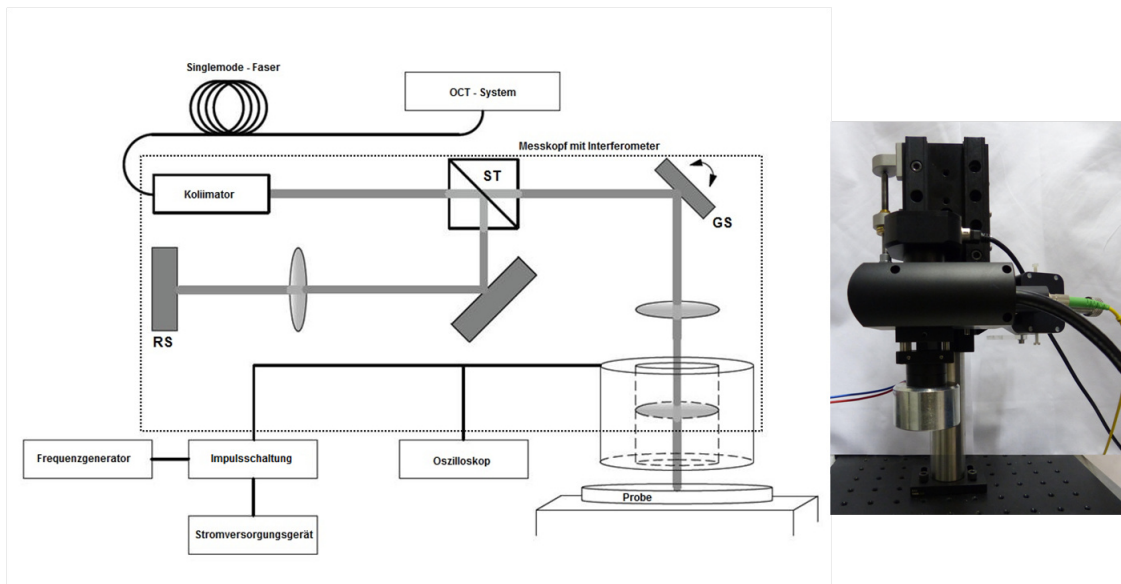 Singlemode - Faser
OCT - System
Messkopf mit Interferometer
ST
Koliimator
GS
RS
Frequenzgenerator
Impulsschaltung
Oszilloskop
Probe
Stromversorgungsgerät